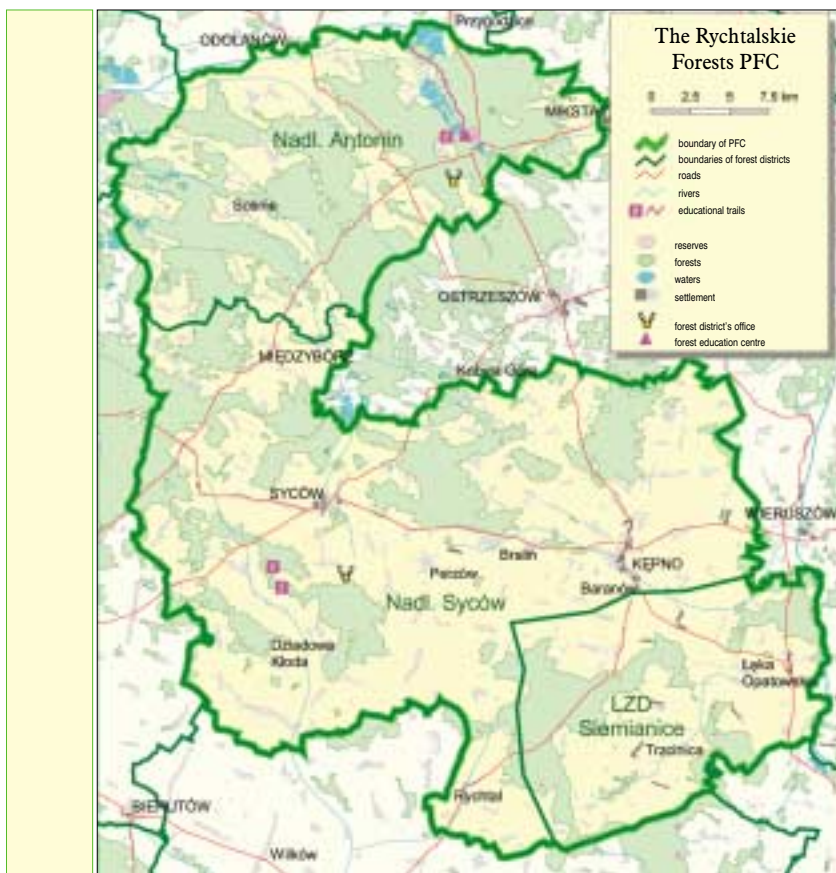 Przygodzice
ODOLANÓW
The Rychtalskie
Forests PFC
0 2.5 5 7.5 km
MIKSTA
Nadl. Antonin
boundary of PFC
boundaries of forest districts
roads
rivers
educational trails
Sośnie
reserves
forests
waters
settlement
OSTRZESZÓW
forest district's office
forest education centre
MIĘDZYBÓRZ
Kobyla Góra
SYCÓW
WIERUSZÓW
Bralin
KĘPNO
Perzów
Baranów
Nadl. Syców
Dziadowa
Kłoda
Łęka
Opatowska
LZD
Siemianice
Trzcinica
Rychtal
BIERUTÓW
Wilków